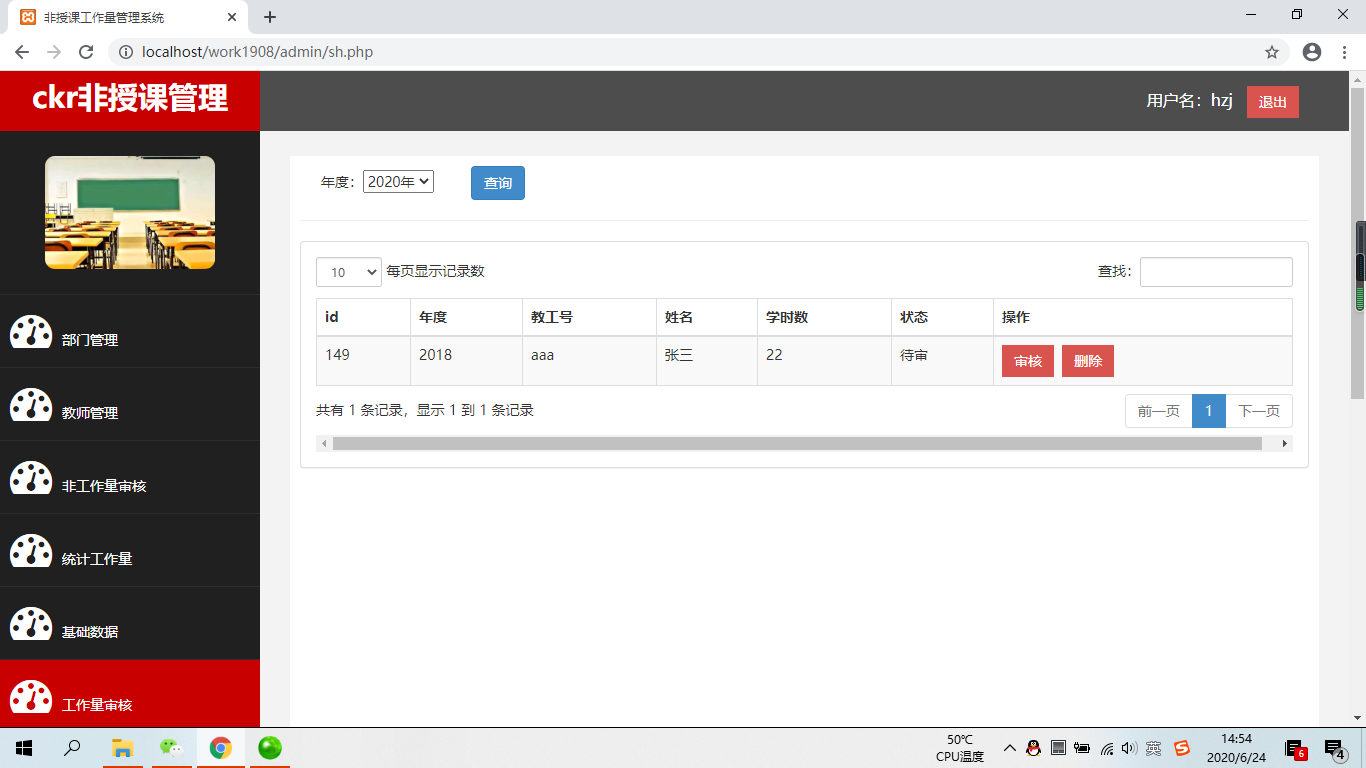 非授课工作量管理系统
localhost/work1908/admin/sh.php
ckr非授课管理
用户名：hzj 退出
年度：2020年 查询
10 每页显示记录数 查找：
id 年度 教工号 姓名 学时数 状态 操作
149 2018 aaa 张三 22 待审 审核 删除
共有 1 条记录，显示 1 到 1 条记录 前一页 1 下一页
部门管理
教师管理
非工作量审核
统计工作量
基础数据
工作量审核
50℃
CPU温度
英
14:54
2020/6/24
6
4